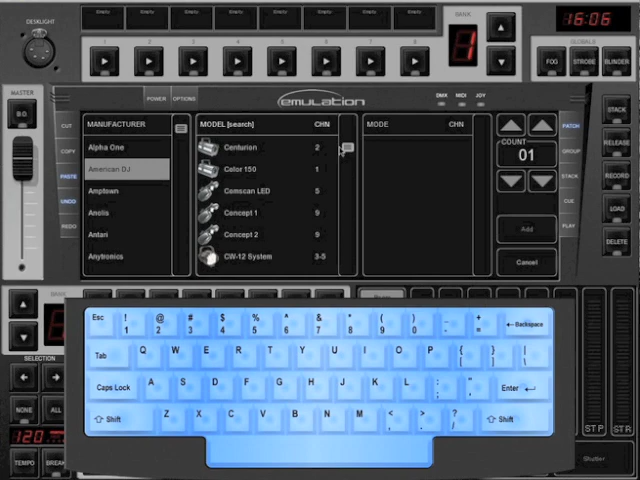 DESKLIGHT
Empty Empty Empty Empty Empty Empty Empty Empty
BANK
16:06
1 2 3 4 5 6 7 8
1
GLOBALS
FOG STROBE BLINDER
MASTER
D.O.
POWER OPTIONS
emulation
DMX MIDI JOY
STACK
RELEASE
RECORD
LOAD
DELETE
CUT
COPY
PASTE
UNDO
REDO
MANUFACTURER
Alpha One
American DJ
Amptown
Anolis
Antari
Anytronics
MODEL [search] CHN
Centurion 2
Color 150 1
Comscan LED 5
Concept 1 9
Concept 2 9
CW-12 System 3-5
MODE CHN
COUNT
01
Add
Cancel
PATCH
GROUP
STACK
CUE
PLAY
SELECTION
NONE ALL
120
TEMPO BREAK
Esc ! 1 @ 2 # 3 $ 4 % 5 ^ 6 & 7 * 8 ( 9 ) 0 _ - + = Backspace
Tab Q W E R T Y U I O P { [ } ] | \
Caps Lock A S D F G H J K L : ; " , Enter
Shift Z X C V B N M < , > . ? / Shift
STP STR
Shutter